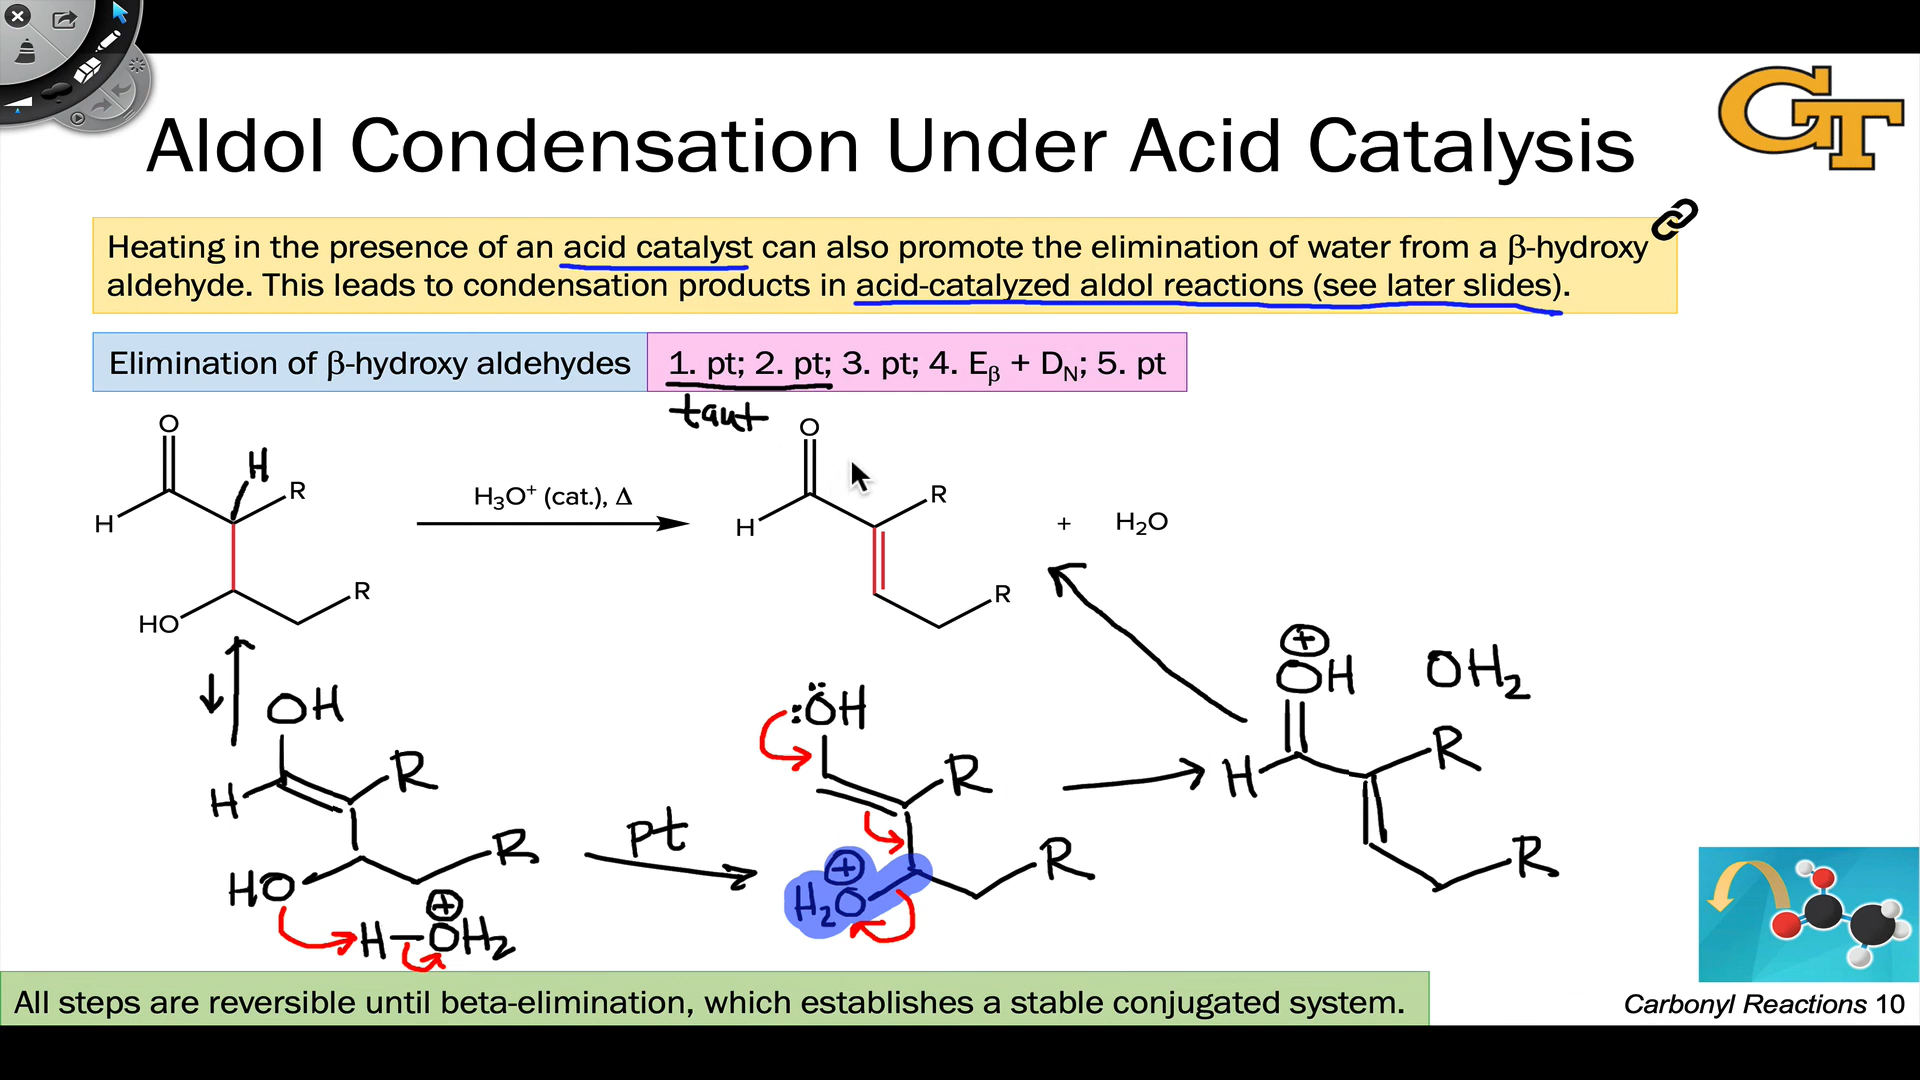 Aldol Condensation Under Acid Catalysis
GT
Heating in the presence of an acid catalyst can also promote the elimination of water from a β-hydroxy
aldehyde. This leads to condensation products in acid-catalyzed aldol reactions (see later slides).
Elimination of β-hydroxy aldehydes
1. pt; 2. pt; 3. pt; 4. Eβ + DN; 5. pt
taut
O
H
R
H
HO
R
H₃O⁺ (cat.), Δ
O
R
H
R
+ H₂O
OH
H
R
R
HO
H–OH₂
+
pt
:ÖH
R
+
H₂O
R
+
OH
OH₂
H
R
R
All steps are reversible until beta-elimination, which establishes a stable conjugated system.
Carbonyl Reactions 10